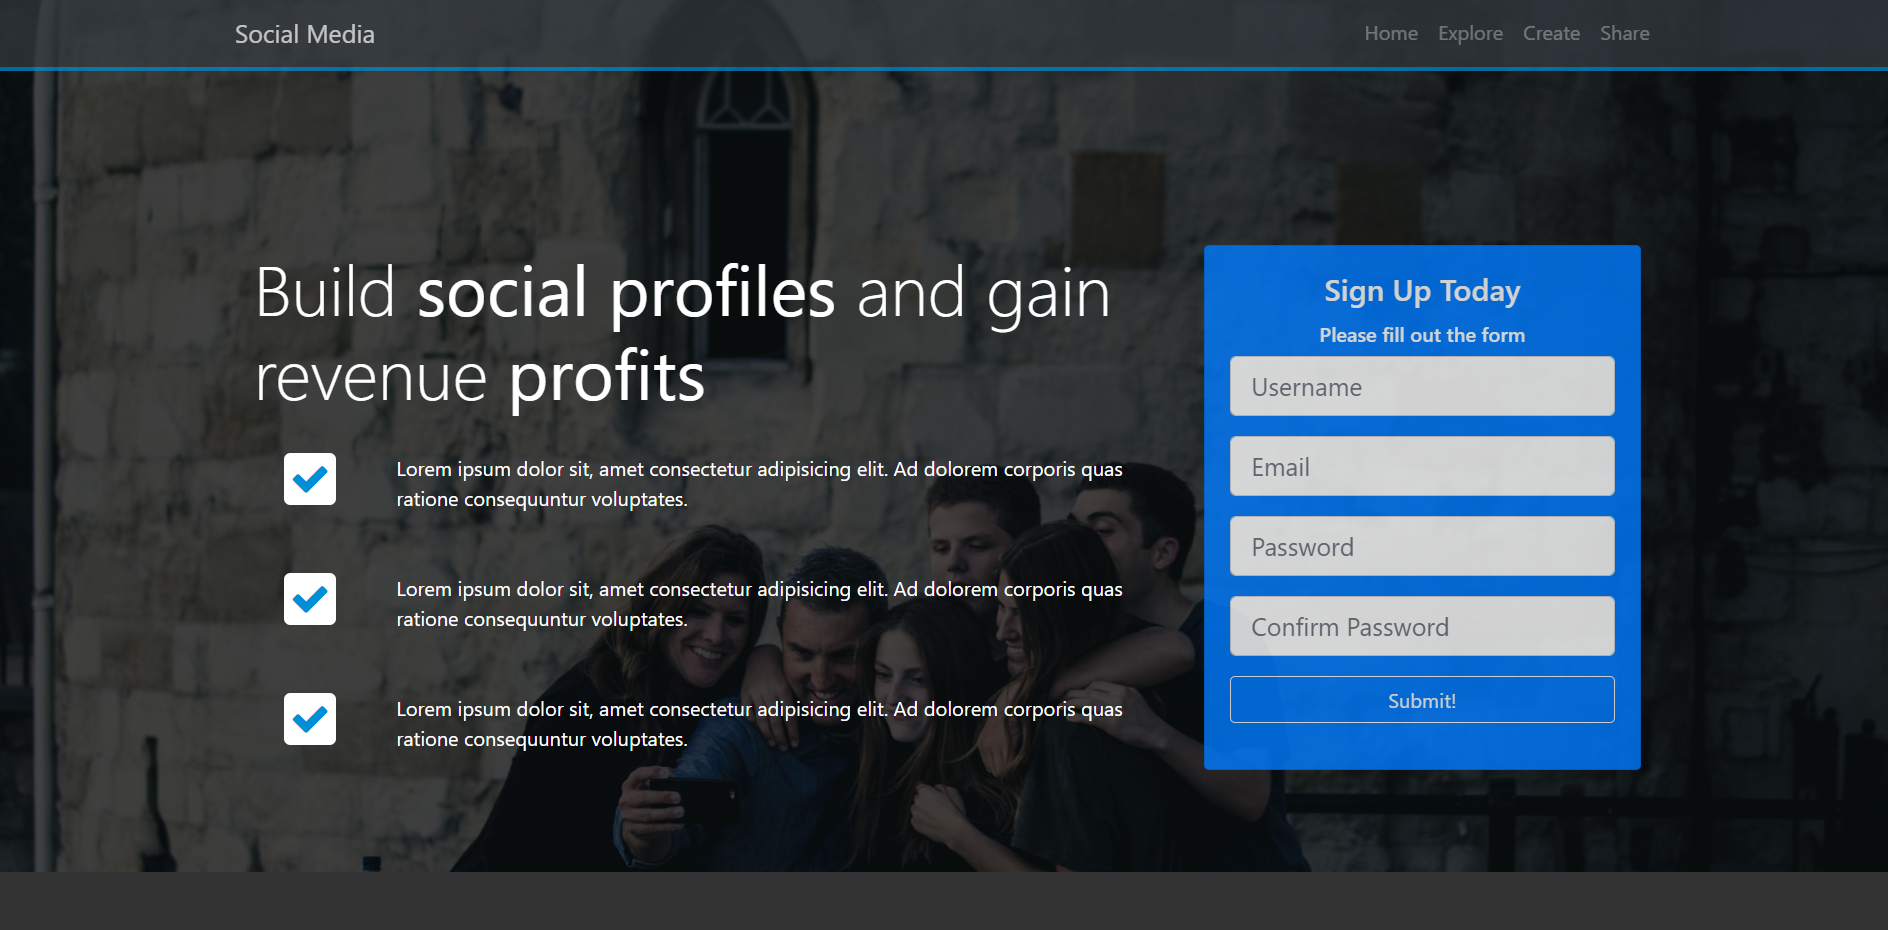 Social Media
Home Explore Create Share
Build social profiles and gain
revenue profits
Lorem ipsum dolor sit, amet consectetur adipisicing elit. Ad dolorem corporis quas
ratione consequuntur voluptates.
Lorem ipsum dolor sit, amet consectetur adipisicing elit. Ad dolorem corporis quas
ratione consequuntur voluptates.
Lorem ipsum dolor sit, amet consectetur adipisicing elit. Ad dolorem corporis quas
ratione consequuntur voluptates.
Sign Up Today
Please fill out the form
Username
Email
Password
Confirm Password
Submit!